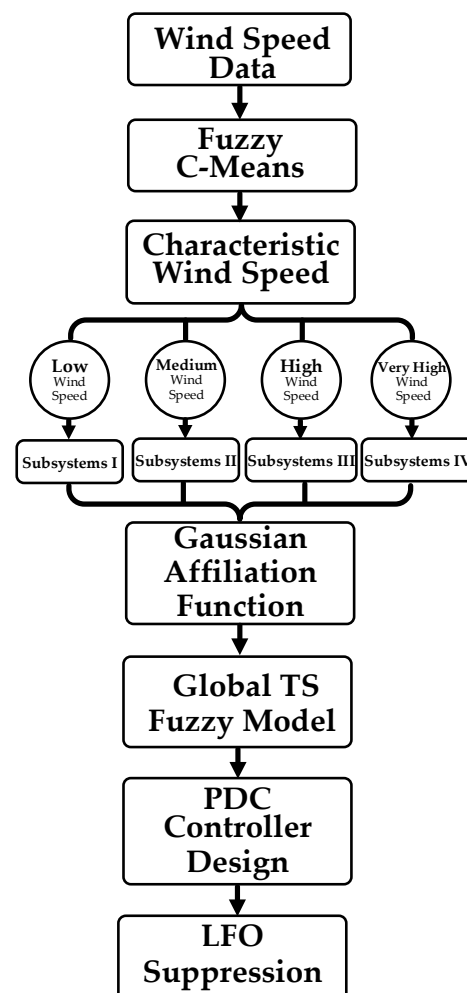 Wind Speed
Data
Fuzzy
C-Means
Characteristic
Wind Speed
Low
Wind
Speed
Medium
Wind
Speed
High
Wind
Speed
Very High
Wind
Speed
Subsystems I
Subsystems II
Subsystems III
Subsystems IV
Gaussian
Affiliation
Function
Global TS
Fuzzy Model
PDC
Controller
Design
LFO
Suppression